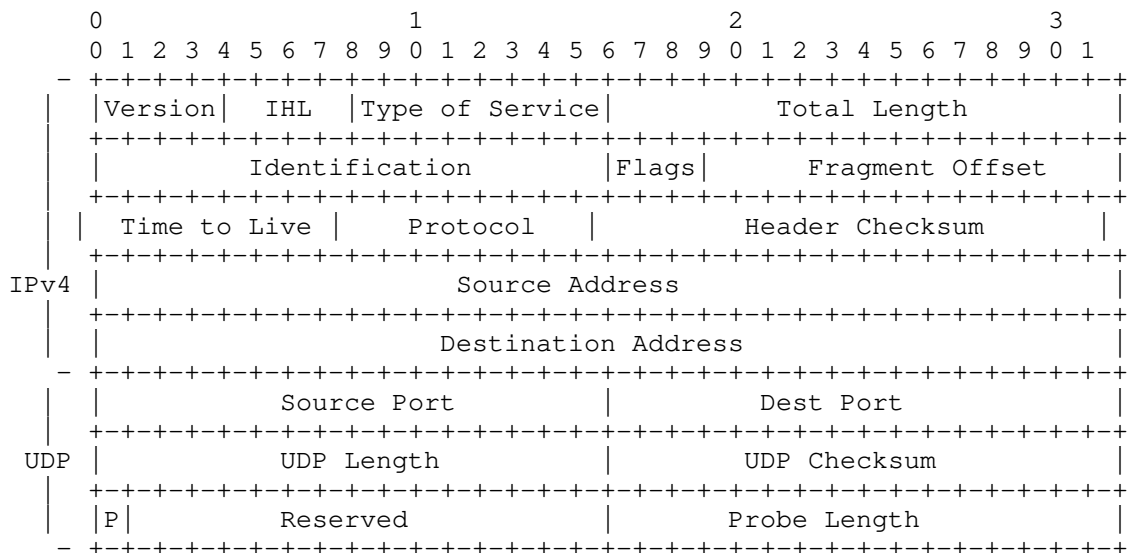 0                   1                   2                   3
0 1 2 3 4 5 6 7 8 9 0 1 2 3 4 5 6 7 8 9 0 1 2 3 4 5 6 7 8 9 0 1
- +-+-+-+-+-+-+-+-+-+-+-+-+-+-+-+-+-+-+-+-+-+-+-+-+-+-+-+-+-+-+-+-+
| |Version|  IHL  |Type of Service|          Total Length         |
| +-+-+-+-+-+-+-+-+-+-+-+-+-+-+-+-+-+-+-+-+-+-+-+-+-+-+-+-+-+-+-+-+
| |         Identification        |Flags|      Fragment Offset    |
| +-+-+-+-+-+-+-+-+-+-+-+-+-+-+-+-+-+-+-+-+-+-+-+-+-+-+-+-+-+-+-+-+
| |  Time to Live |    Protocol   |         Header Checksum       |
| +-+-+-+-+-+-+-+-+-+-+-+-+-+-+-+-+-+-+-+-+-+-+-+-+-+-+-+-+-+-+-+-+
IPv4 |                      Source Address                           |
| +-+-+-+-+-+-+-+-+-+-+-+-+-+-+-+-+-+-+-+-+-+-+-+-+-+-+-+-+-+-+-+-+
| |                     Destination Address                       |
- +-+-+-+-+-+-+-+-+-+-+-+-+-+-+-+-+-+-+-+-+-+-+-+-+-+-+-+-+-+-+-+-+
| |           Source Port         |         Dest Port             |
| +-+-+-+-+-+-+-+-+-+-+-+-+-+-+-+-+-+-+-+-+-+-+-+-+-+-+-+-+-+-+-+-+
UDP |           UDP Length          |        UDP Checksum           |
| +-+-+-+-+-+-+-+-+-+-+-+-+-+-+-+-+-+-+-+-+-+-+-+-+-+-+-+-+-+-+-+-+
| |P|         Reserved            |       Probe Length            |
- +-+-+-+-+-+-+-+-+-+-+-+-+-+-+-+-+-+-+-+-+-+-+-+-+-+-+-+-+-+-+-+-+